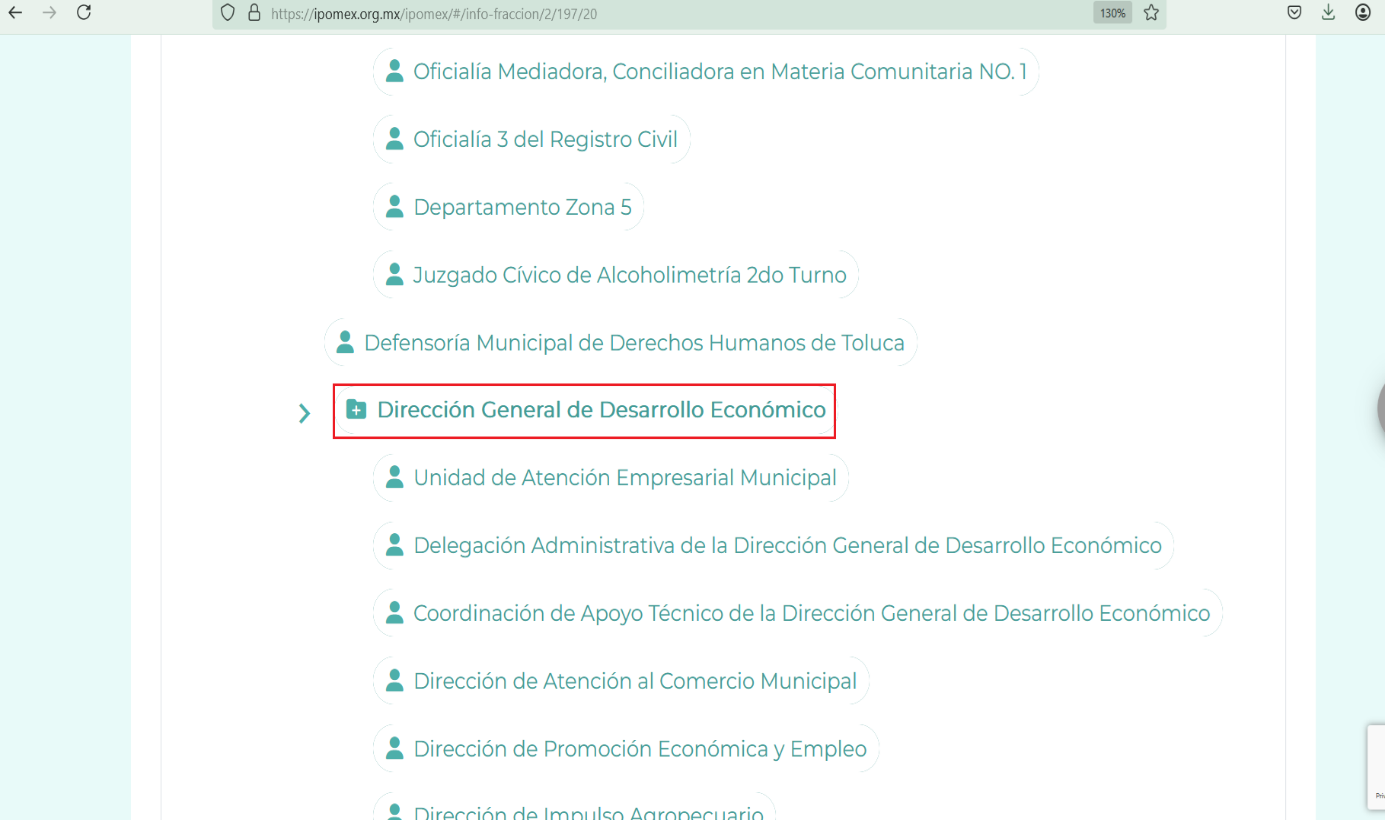 https://ipomex.org.mx/ipomex/#/info-fraccion/2/197/20
130%
Oficialía Mediadora, Conciliadora en Materia Comunitaria NO. 1
Oficialía 3 del Registro Civil
Departamento Zona 5
Juzgado Cívico de Alcoholimetría 2do Turno
Defensoría Municipal de Derechos Humanos de Toluca
Dirección General de Desarrollo Económico
Unidad de Atención Empresarial Municipal
Delegación Administrativa de la Dirección General de Desarrollo Económico
Coordinación de Apoyo Técnico de la Dirección General de Desarrollo Económico
Dirección de Atención al Comercio Municipal
Dirección de Promoción Económica y Empleo
Dirección de Impulso Agropecuario